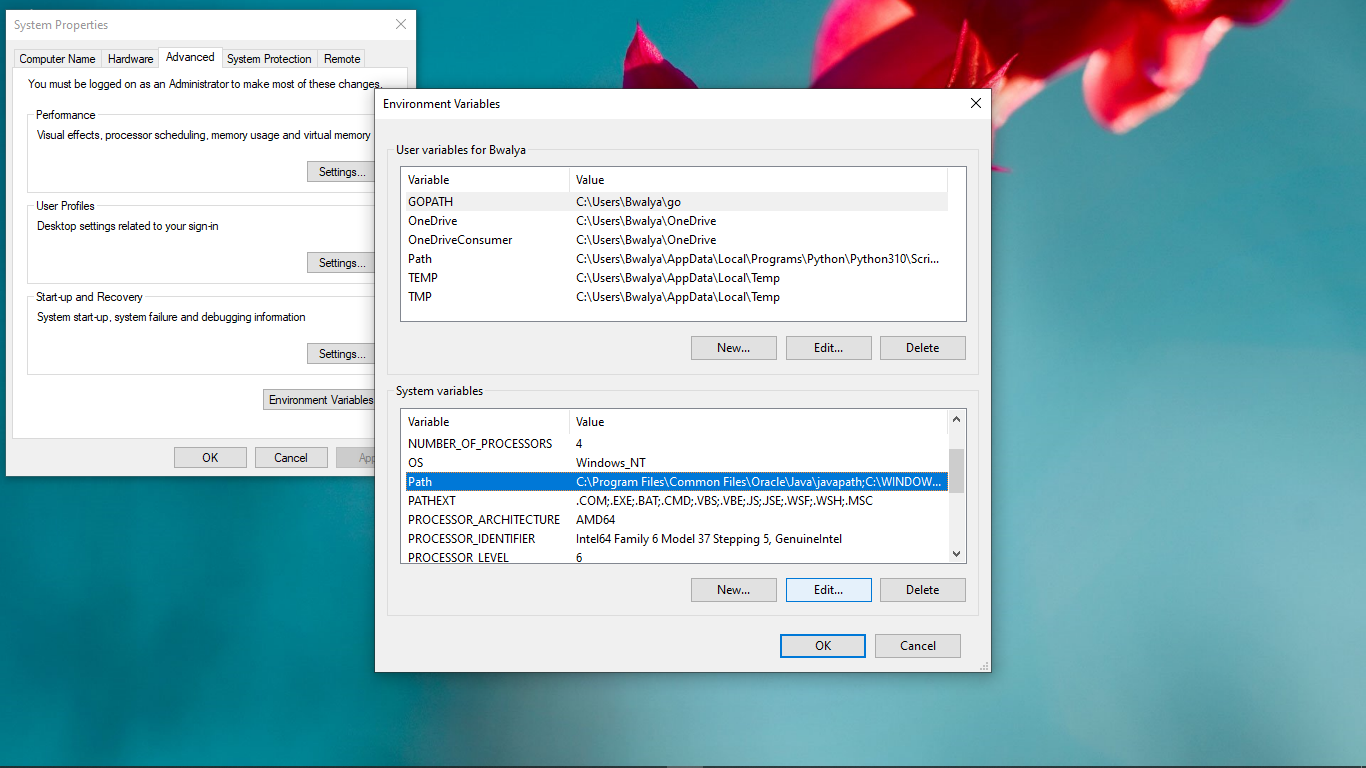 System Properties
Computer Name Hardware Advanced System Protection Remote
You must be logged on as an Administrator to make most of these changes.
Performance
Visual effects, processor scheduling, memory usage and virtual memory
Settings...
User Profiles
Desktop settings related to your sign-in
Settings...
Start-up and Recovery
System start-up, system failure and debugging information
Settings...
Environment Variables
OK Cancel
Environment Variables
User variables for Bwalya
Variable Value
GOPATH C:\Users\Bwalya\go
OneDrive C:\Users\Bwalya\OneDrive
OneDriveConsumer C:\Users\Bwalya\OneDrive
Path C:\Users\Bwalya\AppData\Local\Programs\Python\Python310\Scri...
TEMP C:\Users\Bwalya\AppData\Local\Temp
TMP C:\Users\Bwalya\AppData\Local\Temp
New... Edit... Delete
System variables
Variable Value
NUMBER_OF_PROCESSORS 4
OS Windows_NT
Path C:\Program Files\Common Files\Oracle\Java\javapath;C:\WINDOW...
PATHEXT .COM;.EXE;.BAT;.CMD;.VBS;.VBE;.JS;.JSE;.WSF;.WSH;.MSC
PROCESSOR_ARCHITECTURE AMD64
PROCESSOR_IDENTIFIER Intel64 Family 6 Model 37 Stepping 5, GenuineIntel
PROCESSOR_LEVEL 6
New... Edit... Delete
OK Cancel